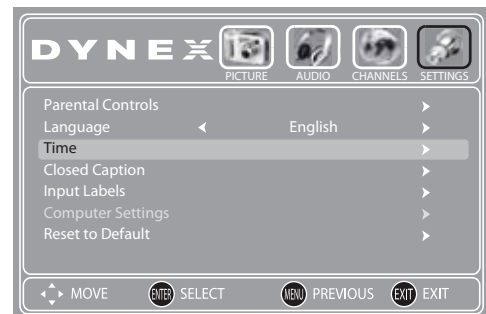 DYNEX
PICTURE AUDIO CHANNELS SETTINGS
Parental Controls
Language English
Time
Closed Caption
Input Labels
Computer Settings
Reset to Default
MOVE ENTER SELECT MENU PREVIOUS EXIT EXIT